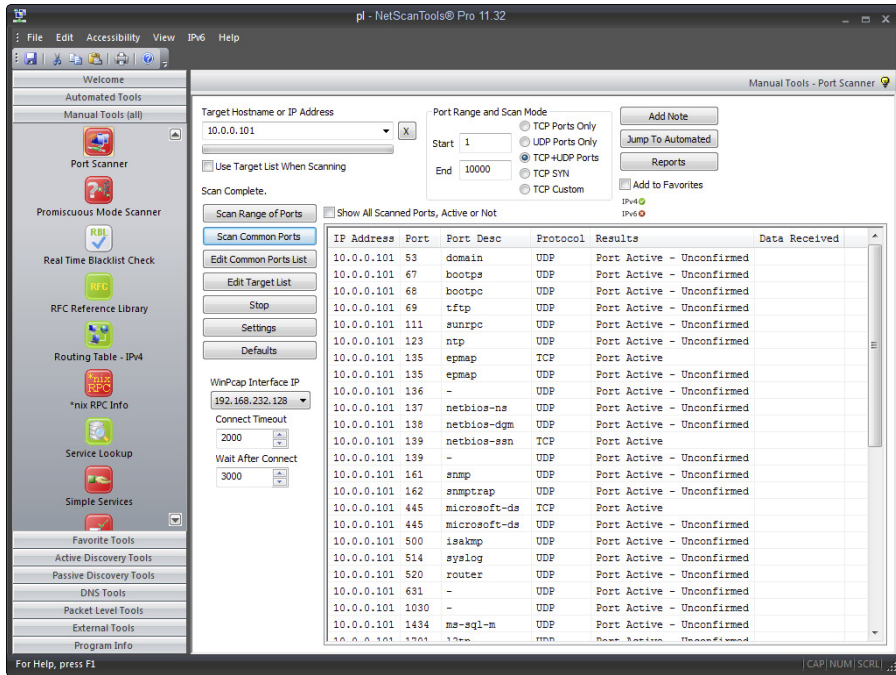 pl - NetScanTools® Pro 11.32
File Edit Accessibility View IPv6 Help
Welcome
Automated Tools
Manual Tools (all)
Port Scanner
Promiscuous Mode Scanner
RBL
Real Time Blacklist Check
RFC
RFC Reference Library
Routing Table - IPv4
*nix
RPC
*nix RPC Info
Service Lookup
Simple Services
Favorite Tools
Active Discovery Tools
Passive Discovery Tools
DNS Tools
Packet Level Tools
External Tools
Program Info
Manual Tools - Port Scanner
Target Hostname or IP Address
10.0.0.101
X
Use Target List When Scanning
Scan Complete.
Port Range and Scan Mode
Start 1
End 10000
TCP Ports Only
UDP Ports Only
TCP+UDP Ports
TCP SYN
TCP Custom
Add Note
Jump To Automated
Reports
Add to Favorites
IPv4
IPv6
Scan Range of Ports
Scan Common Ports
Edit Common Ports List
Edit Target List
Stop
Settings
Defaults
WinPcap Interface IP
192.168.232.128
Connect Timeout
2000
Wait After Connect
3000
Show All Scanned Ports, Active or Not
IP Address Port Port Desc Protocol Results Data Received
10.0.0.101 53 domain UDP Port Active - Unconfirmed
10.0.0.101 67 bootps UDP Port Active - Unconfirmed
10.0.0.101 68 bootpc UDP Port Active - Unconfirmed
10.0.0.101 69 tftp UDP Port Active - Unconfirmed
10.0.0.101 111 sunrpc UDP Port Active - Unconfirmed
10.0.0.101 123 ntp UDP Port Active - Unconfirmed
10.0.0.101 135 epmap TCP Port Active
10.0.0.101 135 epmap UDP Port Active - Unconfirmed
10.0.0.101 136 - UDP Port Active - Unconfirmed
10.0.0.101 137 netbios-ns UDP Port Active - Unconfirmed
10.0.0.101 138 netbios-dgm UDP Port Active - Unconfirmed
10.0.0.101 139 netbios-ssn TCP Port Active
10.0.0.101 139 - UDP Port Active - Unconfirmed
10.0.0.101 161 snmp UDP Port Active - Unconfirmed
10.0.0.101 162 snmptrap UDP Port Active - Unconfirmed
10.0.0.101 445 microsoft-ds TCP Port Active
10.0.0.101 445 microsoft-ds UDP Port Active - Unconfirmed
10.0.0.101 500 isakmp UDP Port Active - Unconfirmed
10.0.0.101 514 syslog UDP Port Active - Unconfirmed
10.0.0.101 520 router UDP Port Active - Unconfirmed
10.0.0.101 631 - UDP Port Active - Unconfirmed
10.0.0.101 1030 - UDP Port Active - Unconfirmed
10.0.0.101 1434 ms-sql-m UDP Port Active - Unconfirmed
10.0.0.101 1701 l2tp UDP Port Active - Unconfirmed
For Help, press F1
CAP NUM SCRL